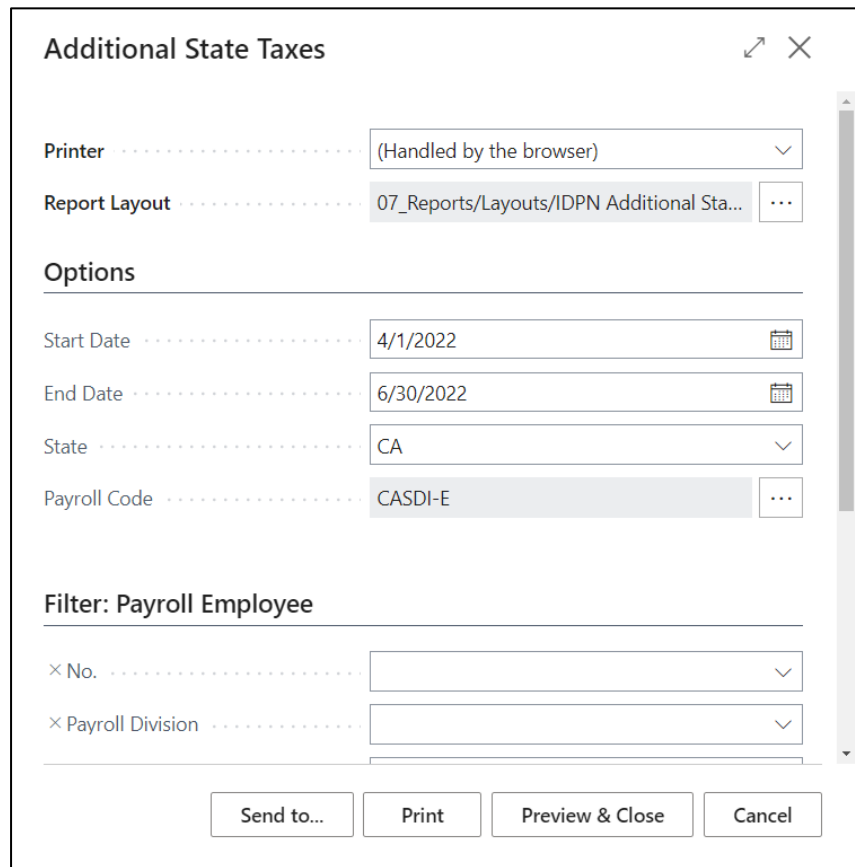 Additional State Taxes
Printer (Handled by the browser)
Report Layout 07_Reports/Layouts/IDPN Additional Sta... ...
Options
Start Date 4/1/2022
End Date 6/30/2022
State CA
Payroll Code CASDI-E ...
Filter: Payroll Employee
× No.
× Payroll Division
Send to... Print Preview & Close Cancel